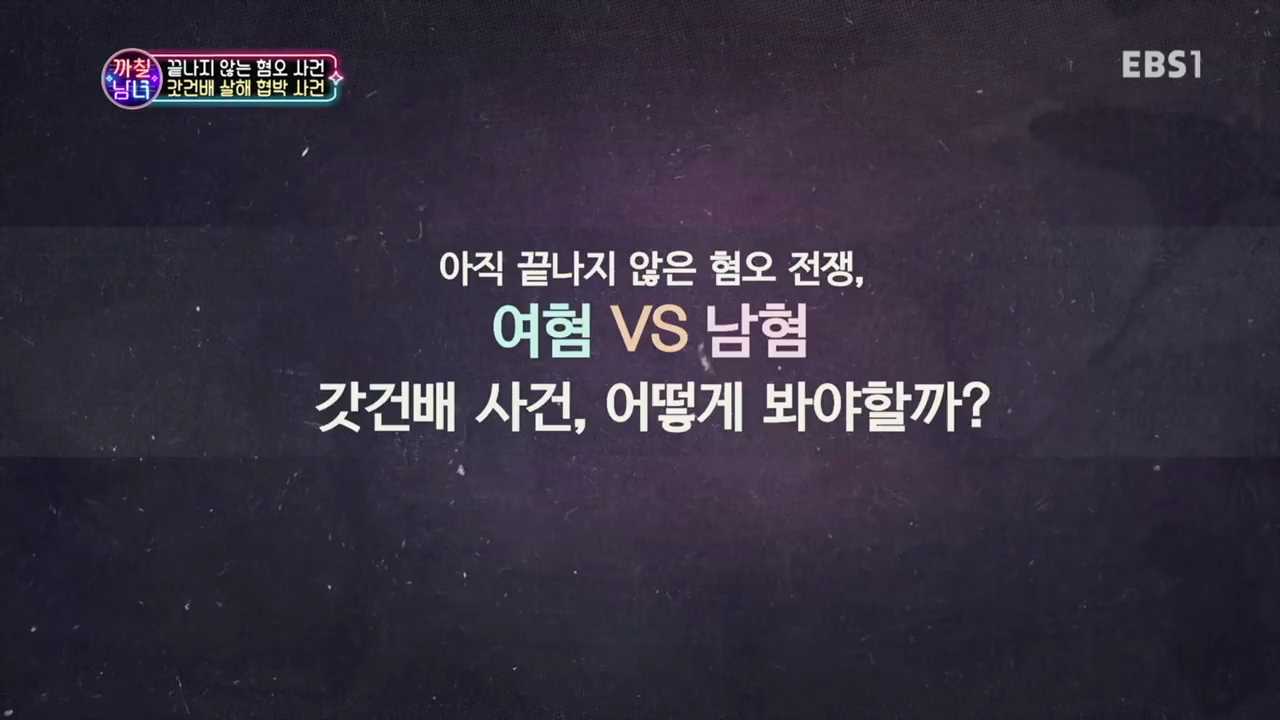 까칠
남녀
끝나지 않는 혐오 사건
갓건배 살해 협박 사건
EBS1
아직 끝나지 않은 혐오 전쟁,
여혐 VS 남혐
갓건배 사건, 어떻게 봐야할까?